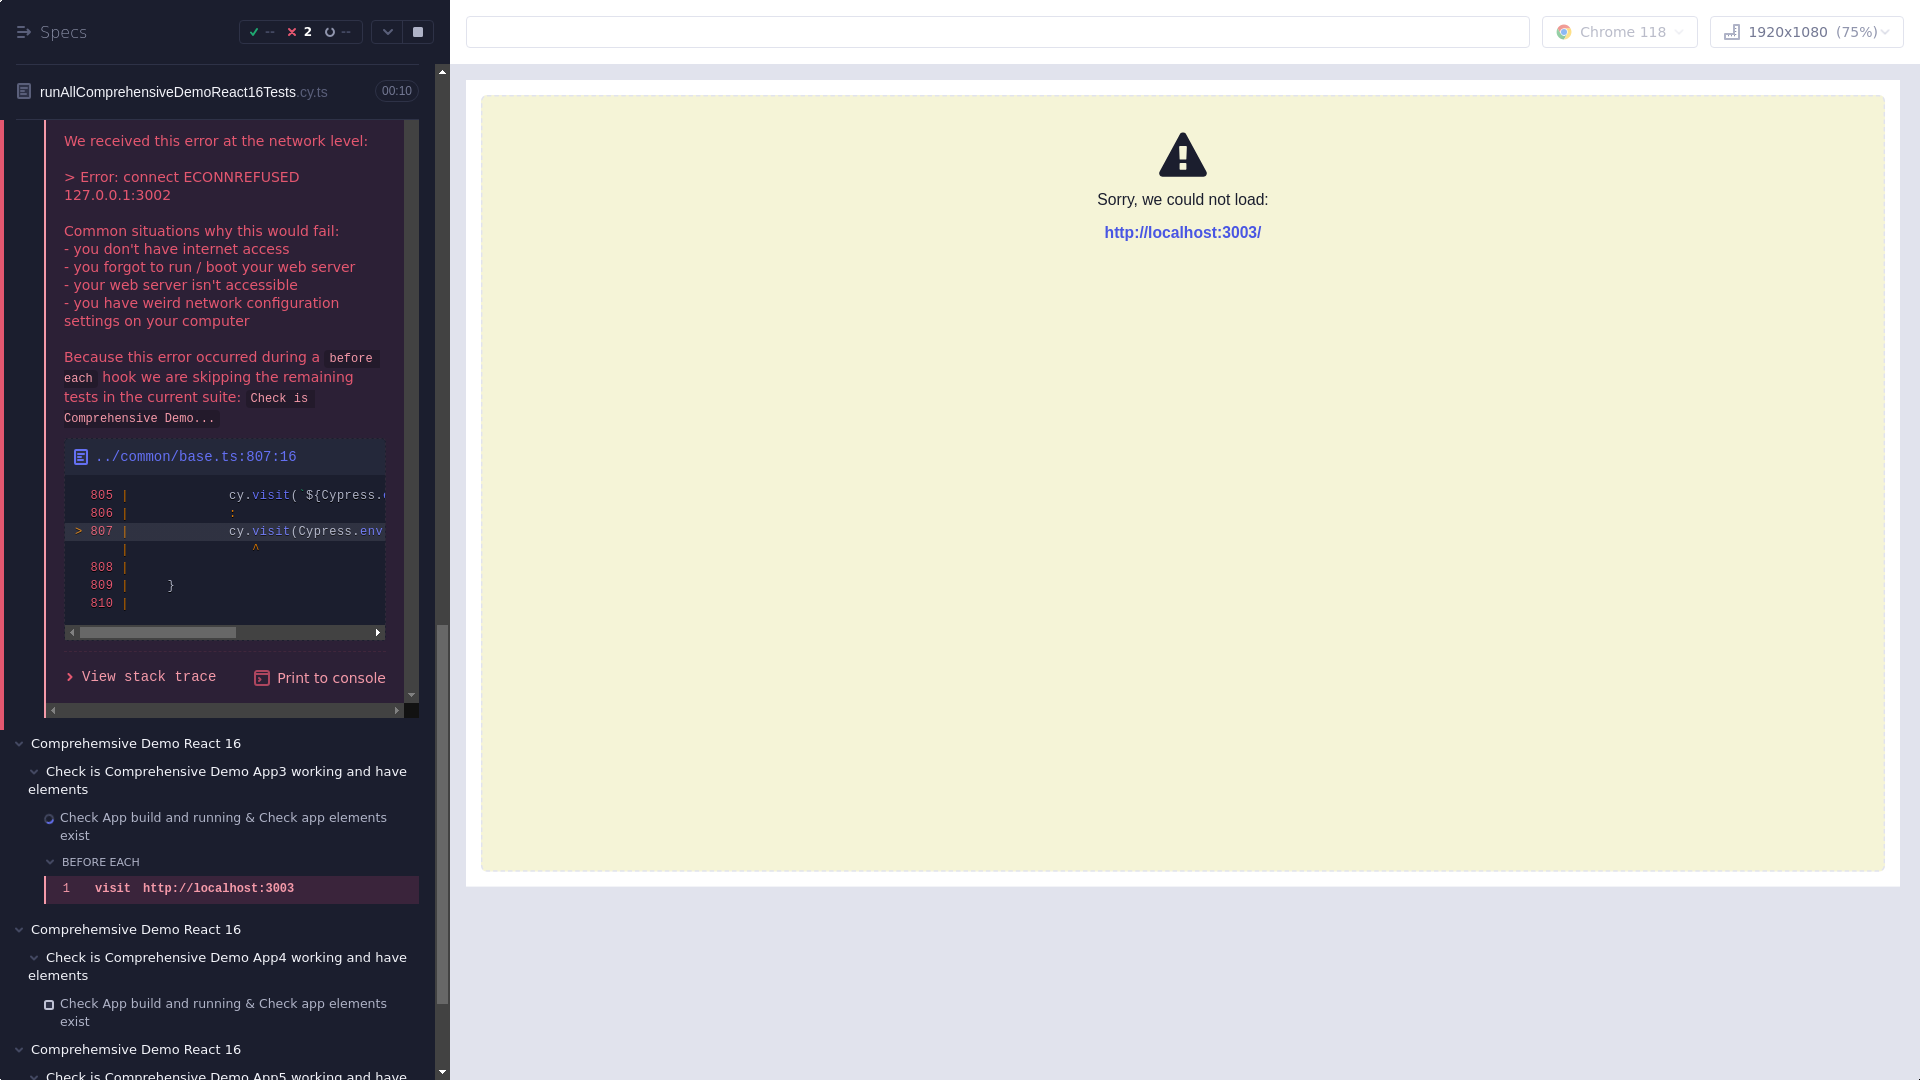 Specs
-- 2 --
runAllComprehensiveDemoReact16Tests.cy.ts 00:10
We received this error at the network level:
> Error: connect ECONNREFUSED
127.0.0.1:3002
Common situations why this would fail:
- you don't have internet access
- you forgot to run / boot your web server
- your web server isn't accessible
- you have weird network configuration
settings on your computer
Because this error occurred during a before
each hook we are skipping the remaining
tests in the current suite: Check is
Comprehensive Demo...
../common/base.ts:807:16
805 | cy.visit(`${Cypress.
806 | :
> 807 | cy.visit(Cypress.env
| ^
808 |
809 | }
810 |
View stack trace
Print to console
Comprehemsive Demo React 16
Check is Comprehensive Demo App3 working and have
elements
Check App build and running & Check app elements
exist
BEFORE EACH
1 visit http://localhost:3003
Comprehemsive Demo React 16
Check is Comprehensive Demo App4 working and have
elements
Check App build and running & Check app elements
exist
Comprehemsive Demo React 16
Check is Comprehensive Demo App5 working and have
Chrome 118
1920x1080 (75%)
Sorry, we could not load:
http://localhost:3003/